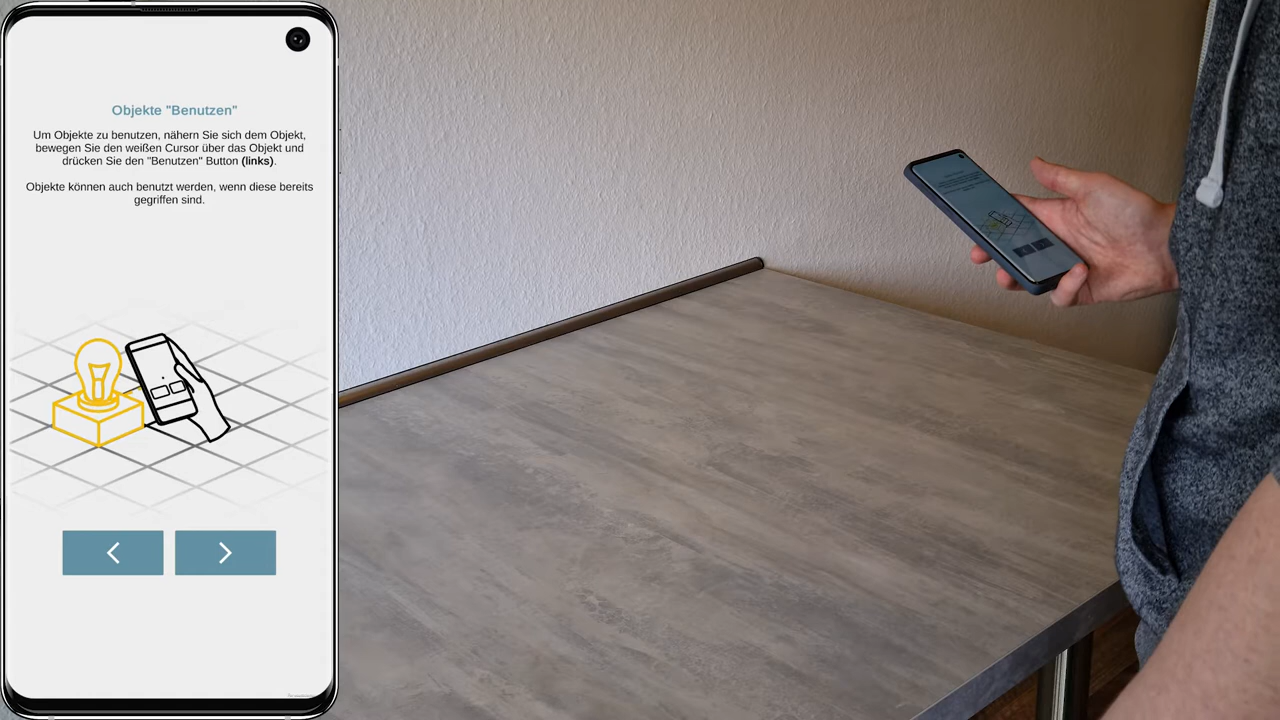 Objekte "Benutzen"
Um Objekte zu benutzen, nähern Sie sich dem Objekt,
bewegen Sie den weißen Cursor über das Objekt und
drücken Sie den "Benutzen" Button (links).
Objekte können auch benutzt werden, wenn diese bereits
gegriffen sind.